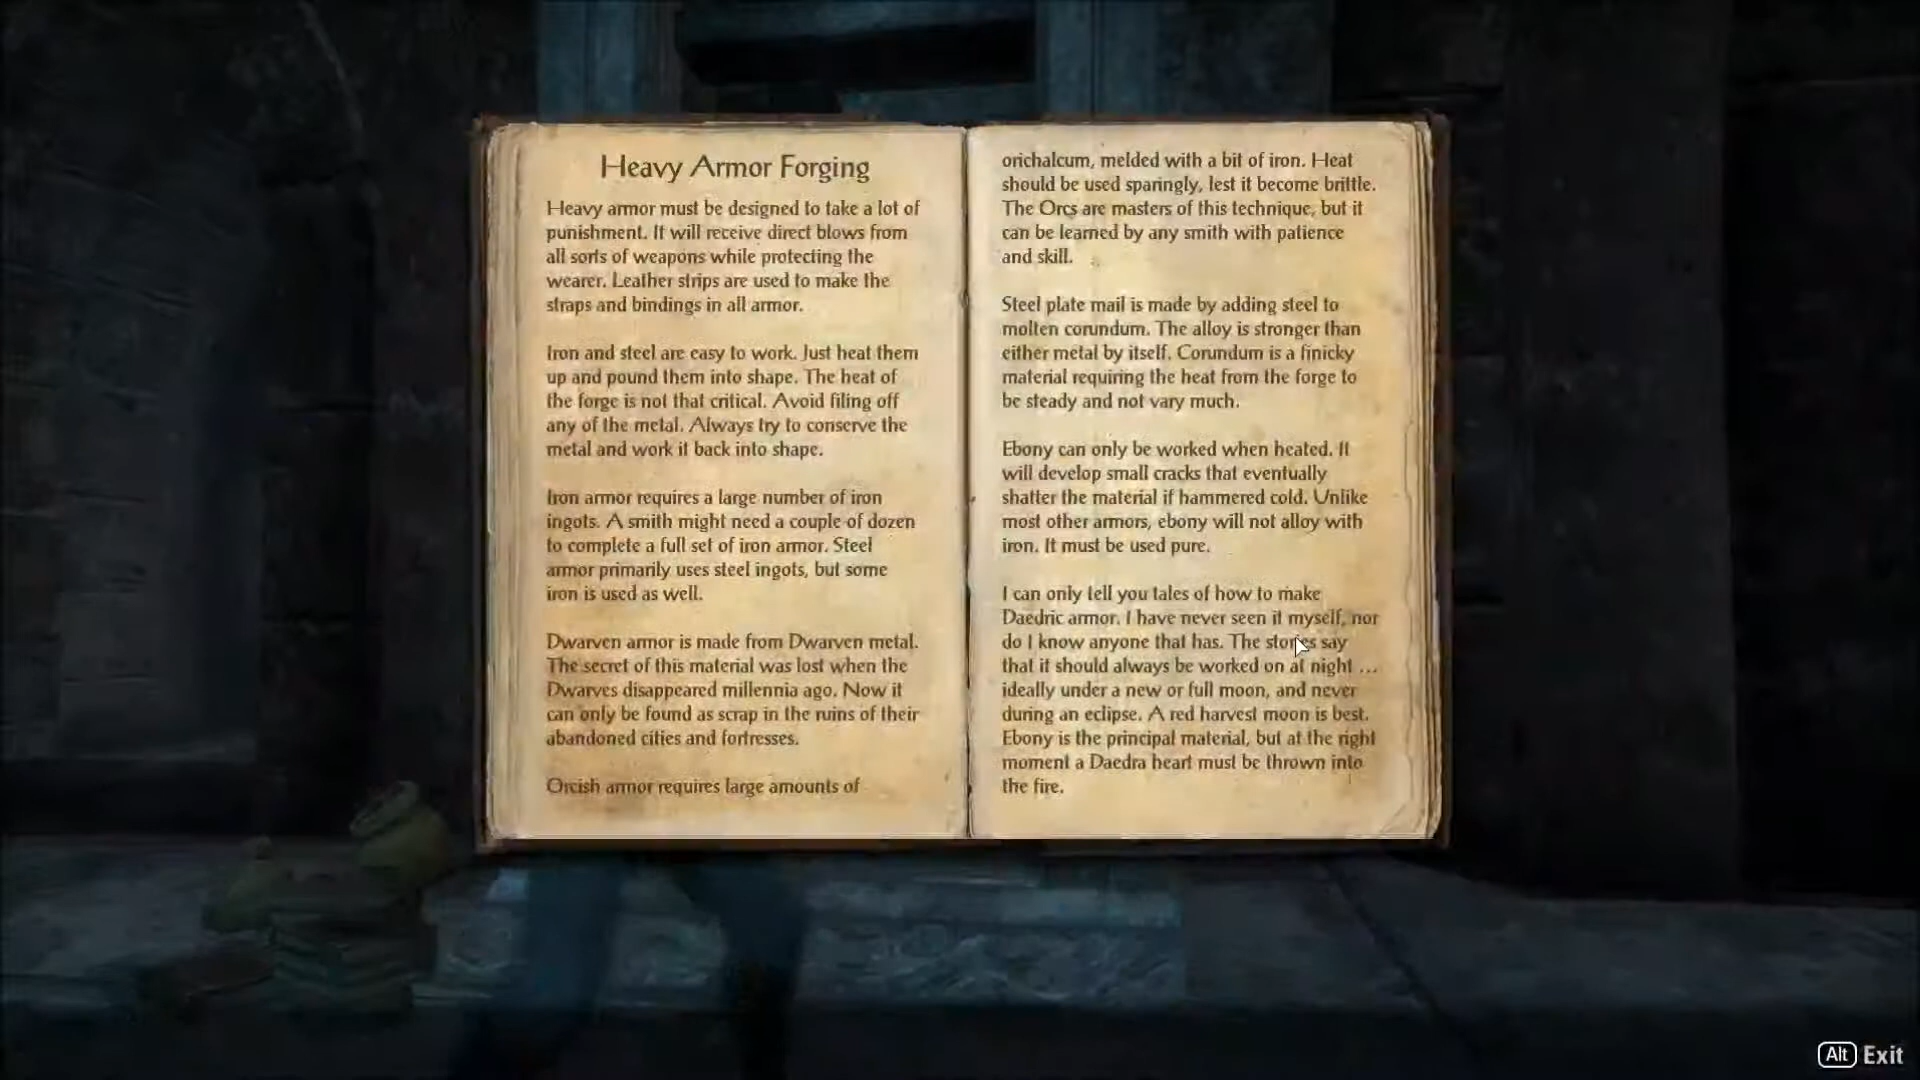 Heavy Armor Forging
Heavy armor must be designed to take a lot of
punishment. It will receive direct blows from
all sorts of weapons while protecting the
wearer. Leather strips are used to make the
straps and bindings in all armor.
Iron and steel are easy to work. Just heat them
up and pound them into shape. The heat of
the forge is not that critical. Avoid filing off
any of the metal. Always try to conserve the
metal and work it back into shape.
Iron armor requires a large number of iron
ingots. A smith might need a couple of dozen
to complete a full set of iron armor. Steel
armor primarily uses steel ingots, but some
iron is used as well.
Dwarven armor is made from Dwarven metal.
The secret of this material was lost when the
Dwarves disappeared millennia ago. Now it
can only be found as scrap in the ruins of their
abandoned cities and fortresses.
Orcish armor requires large amounts of
orichalcum, melded with a bit of iron. Heat
should be used sparingly, lest it become brittle.
The Orcs are masters of this technique, but it
can be learned by any smith with patience
and skill.
Steel plate mail is made by adding steel to
molten corundum. The alloy is stronger than
either metal by itself. Corundum is a finicky
material requiring the heat from the forge to
be steady and not vary much.
Ebony can only be worked when heated. It
will develop small cracks that eventually
shatter the material if hammered cold. Unlike
most other armors, ebony will not alloy with
iron. It must be used pure.
I can only tell you tales of how to make
Daedric armor. I have never seen it myself, nor
do I know anyone that has. The stories say
that it should always be worked on at night ...
ideally under a new or full moon, and never
during an eclipse. A red harvest moon is best.
Ebony is the principal material, but at the right
moment a Daedra heart must be thrown into
the fire.
Alt Exit